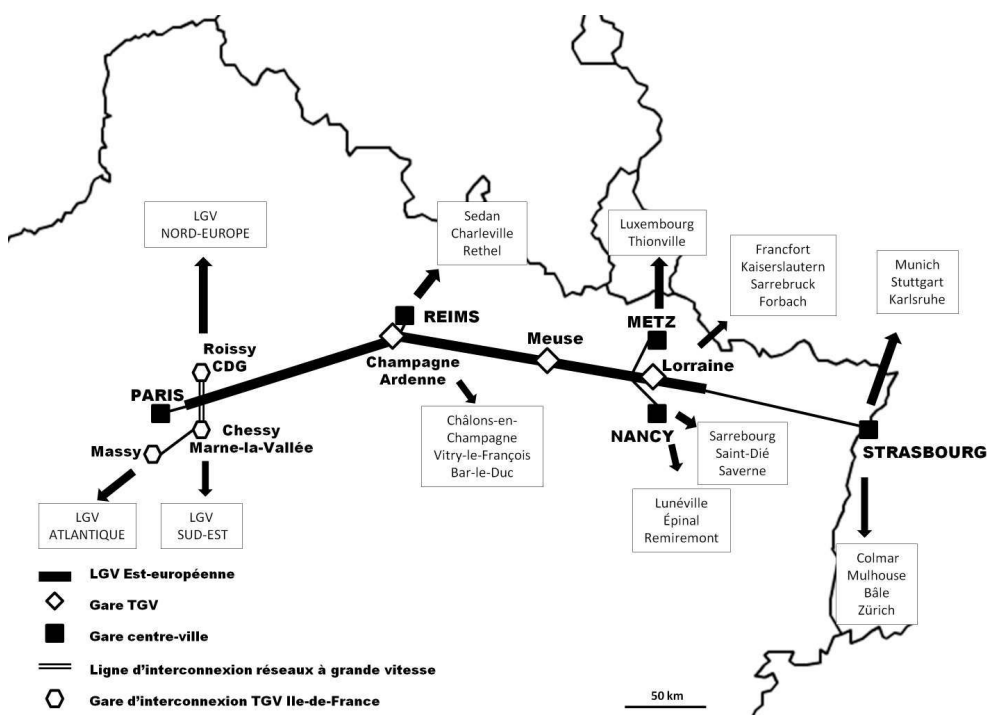 LGV
NORD-EUROPE
Sedan
Charleville
Rethel
Luxembourg
Thionville
Francfort
Kaiserslautern
Sarrebruck
Forbach
Munich
Stuttgart
Karlsruhe
REIMS
METZ
Meuse
Lorraine
Champagne
Ardenne
Roissy
CDG
PARIS
Chessy
Marne-la-Vallée
Massy
NANCY
STRASBOURG
Châlons-en-
Champagne
Vitry-le-François
Bar-le-Duc
Sarrebourg
Saint-Dié
Saverne
Lunéville
Épinal
Remiremont
LGV
ATLANTIQUE
LGV
SUD-EST
Colmar
Mulhouse
Bâle
Zürich
LGV Est-européenne
Gare TGV
Gare centre-ville
Ligne d'interconnexion réseaux à grande vitesse
Gare d'interconnexion TGV Ile-de-France
50 km